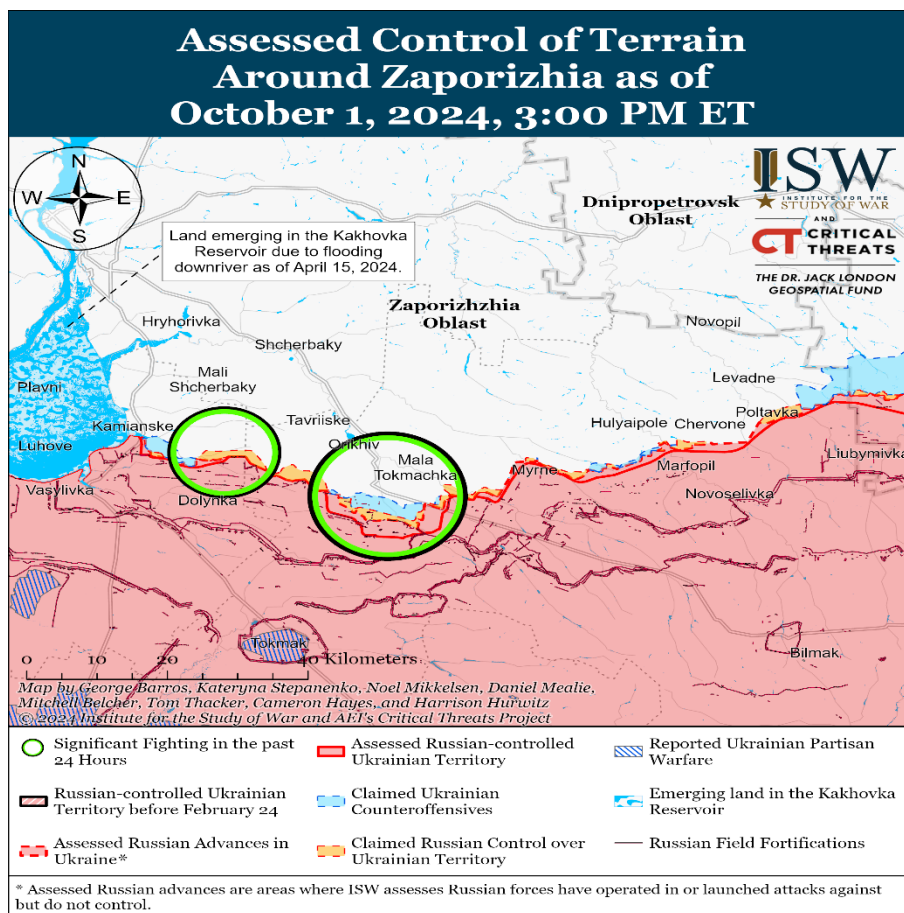 Assessed Control of Terrain
Around Zaporizhia as of
October 1, 2024, 3:00 PM ET
N
W E
S
ISW
INSTITUTE FOR THE
STUDY OF WAR
AND
CT CRITICAL
THREATS
THE DR. JACK LONDON
GEOSPATIAL FUND
Dnipropetrovsk
Oblast
Land emerging in the Kakhovka
Reservoir due to flooding
downriver as of April 15, 2024.
Zaporizhzhia
Oblast
Hryhorivka
Novopil
Shcherbaky
Mali
Shcherbaky
Levadne
Plavni
Tavriiske
Poltavka
Kamianske
Hulyaipole
Chervone
Luhove
Orikhiv
Mala
Tokmachka
Myrne
Marfopil
Liubymivka
Vasylivka
Dolynka
Novoselivka
Tokmak
Bilmak
0 20 40 Kilometers
Map by George Barros, Kateryna Stepanenko, Noel Mikkelsen, Daniel Mealie,
Mitchell Belcher, Tom Thacker, Cameron Hayes, and Harrison Hurwitz
© 2024 Institute for the Study of War and AEI's Critical Threats Project
Significant Fighting in the past
24 Hours
Russian-controlled Ukrainian
Territory before February 24
Assessed Russian Advances in
Ukraine*
Assessed Russian-controlled
Ukrainian Territory
Claimed Ukrainian
Counteroffensives
Claimed Russian Control over
Ukrainian Territory
Reported Ukrainian Partisan
Warfare
Emerging land in the Kakhovka
Reservoir
Russian Field Fortifications
* Assessed Russian advances are areas where ISW assesses Russian forces have operated in or launched attacks against
but do not control.